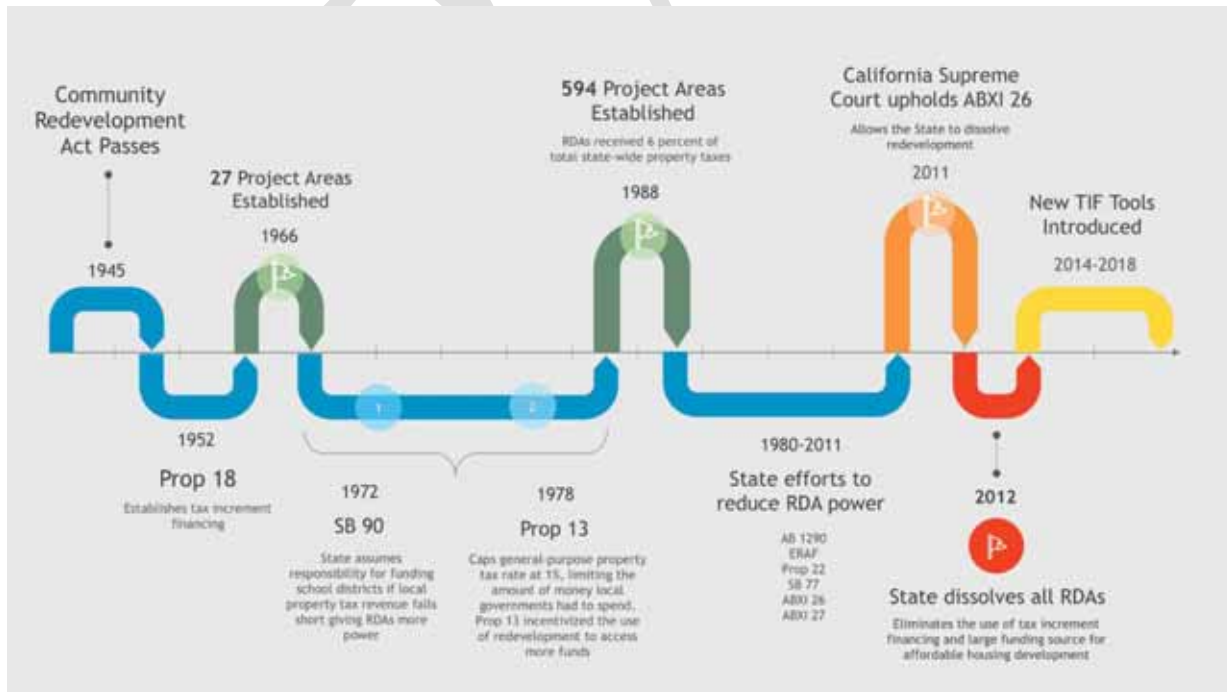 Community
Redevelopment
Act Passes
1945
1952
Prop 18
Establishes tax increment
financing
27 Project Areas
Established
1966
1
2
1972
SB 90
State assumes
responsibility for funding
school districts if local
property tax revenue falls
short giving RDAs more
power
1978
Prop 13
Caps general-purpose property
tax rate at 1%, limiting the
amount of money local
governments had to spend.
Prop 13 incentivized the use
of redevelopment to access
more funds
594 Project Areas
Established
RDAs received 6 percent of
total state-wide property taxes
1988
1980-2011
State efforts to
reduce RDA power
AB 1290
ERAF
Prop 22
SB 77
ABXI 26
ABXI 27
California Supreme
Court upholds ABXI 26
Allows the State to dissolve
redevelopment
2011
2012
State dissolves all RDAs
Eliminates the use of tax increment
financing and large funding source for
affordable housing development
New TIF Tools
Introduced
2014-2018